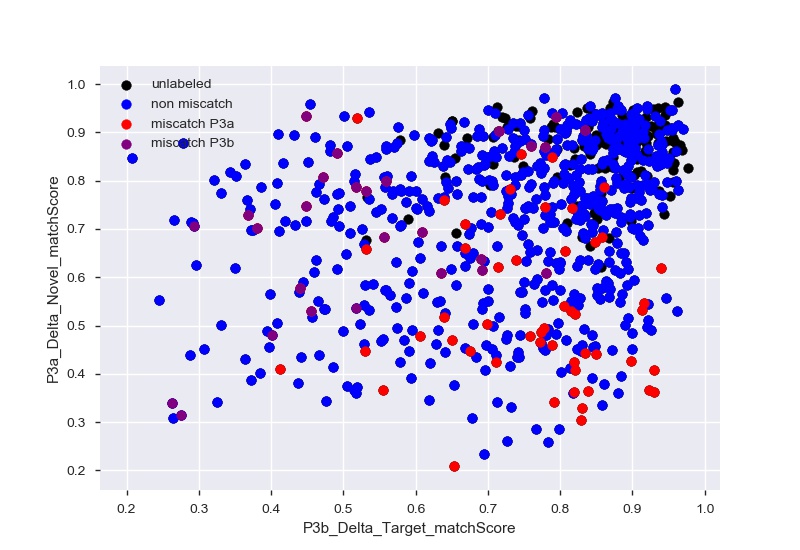 unlabeled
non miscatch
miscatch P3a
miscatch P3b
1.0
0.9
0.8
0.7
0.6
0.5
0.4
0.3
0.2
P3a_Delta_Novel_matchScore
0.2 0.3 0.4 0.5 0.6 0.7 0.8 0.9 1.0
P3b_Delta_Target_matchScore